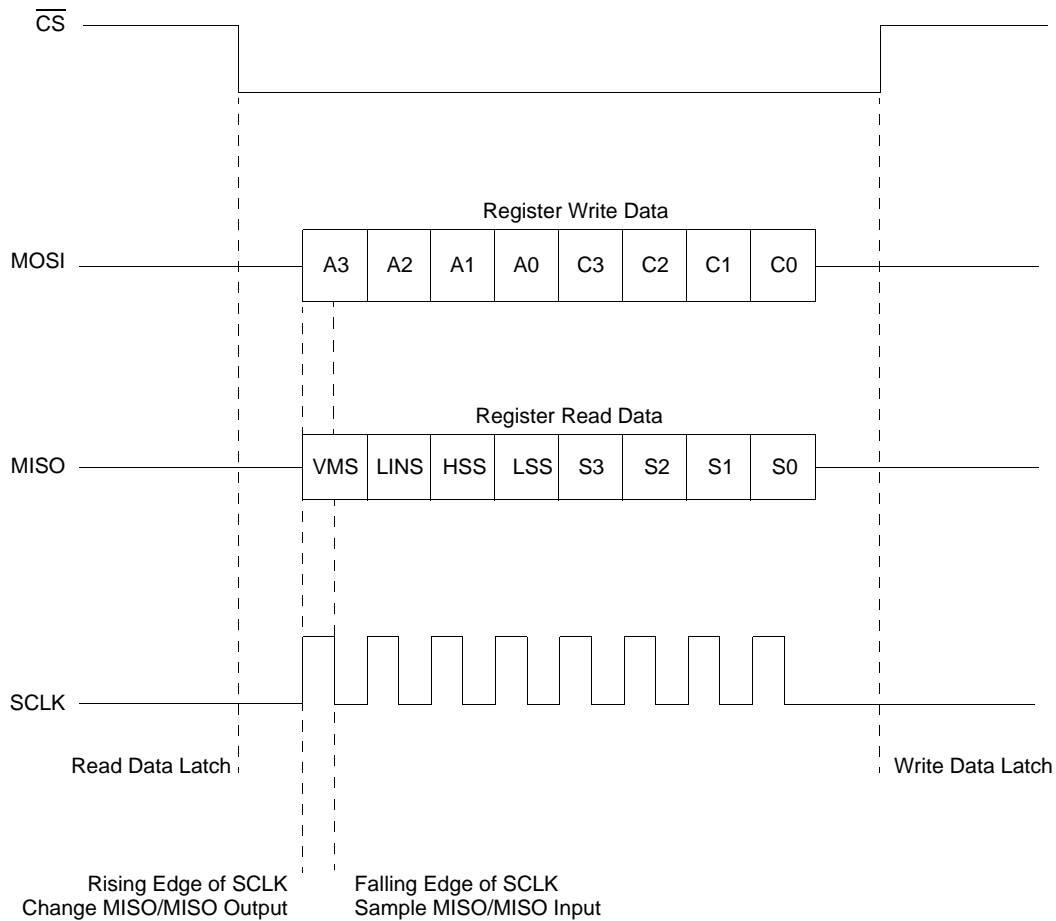 CS
Register Write Data
MOSI
A3 A2 A1 A0 C3 C2 C1 C0
Register Read Data
MISO
VMS LINS HSS LSS S3 S2 S1 S0
SCLK
Read Data Latch
Write Data Latch
Rising Edge of SCLK
Change MISO/MISO Output
Falling Edge of SCLK
Sample MISO/MISO Input